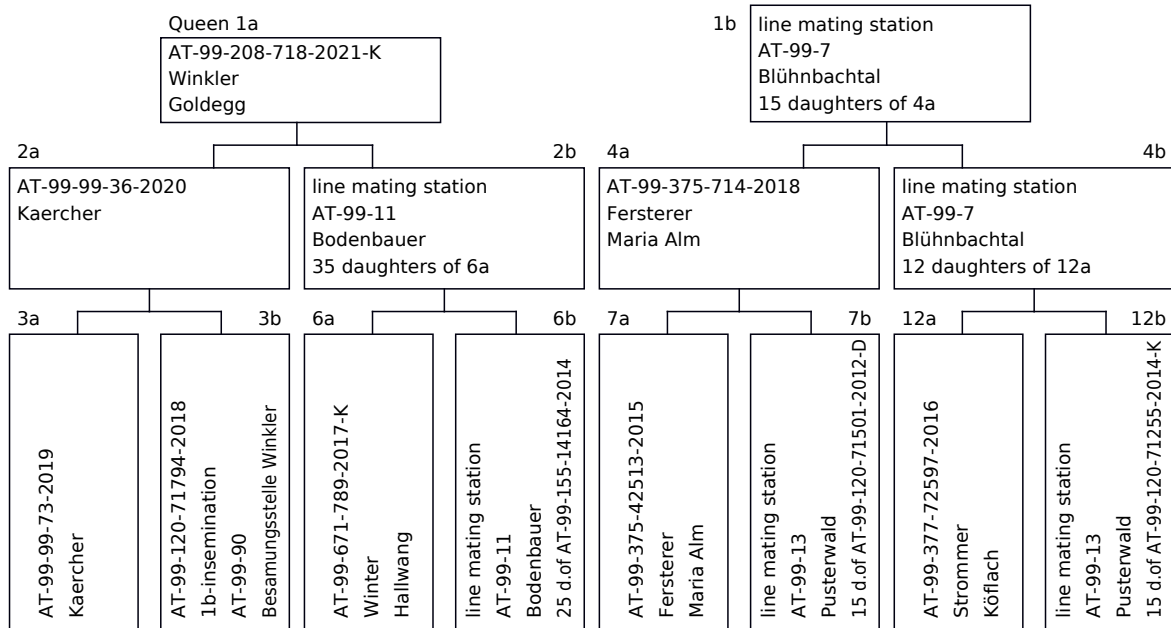 Queen 1a
AT-99-208-718-2021-K
Winkler
Goldegg
1b
line mating station
AT-99-7
Blühnbachtal
15 daughters of 4a
2a
AT-99-99-36-2020
Kaercher
2b
line mating station
AT-99-11
Bodenbauer
35 daughters of 6a
4a
AT-99-375-714-2018
Fersterer
Maria Alm
4b
line mating station
AT-99-7
Blühnbachtal
12 daughters of 12a
3a
AT-99-99-73-2019
Kaercher
3b
AT-99-120-71794-2018
1b-insemination
AT-99-90
Besamungsstelle Winkler
6a
AT-99-671-789-2017-K
Winter
Hallwang
6b
line mating station
AT-99-11
Bodenbauer
25 d.of AT-99-155-14164-2014
7a
AT-99-375-42513-2015
Fersterer
Maria Alm
7b
line mating station
AT-99-13
Pusterwald
15 d.of AT-99-120-71501-2012-D
12a
AT-99-377-72597-2016
Strommer
Köflach
12b
line mating station
AT-99-13
Pusterwald
15 d.of AT-99-120-71255-2014-K